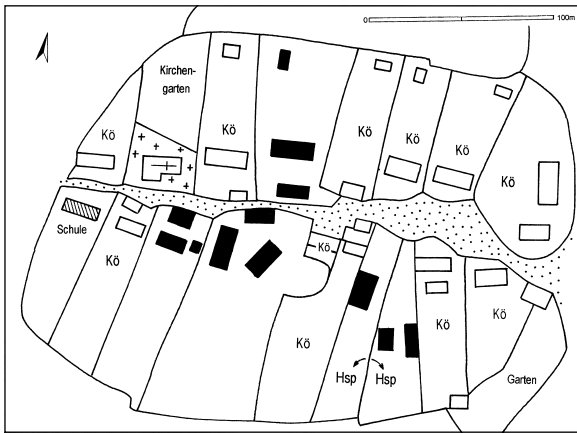 0
100m
Kirchen-
garten
Kö
Kö
Kö
Kö
Kö
Kö
Schule
Kö
Kö
Kö
Hsp
Hsp
Kö
Kö
Garten